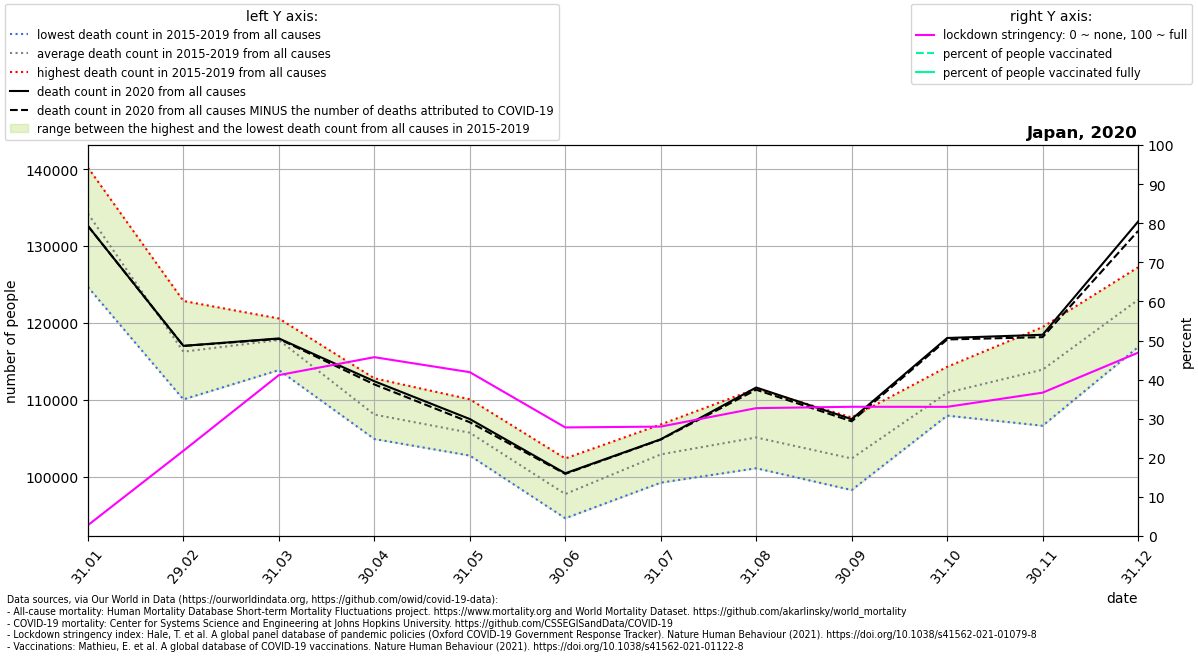 left Y axis:
lowest death count in 2015-2019 from all causes
average death count in 2015-2019 from all causes
highest death count in 2015-2019 from all causes
death count in 2020 from all causes
death count in 2020 from all causes MINUS the number of deaths attributed to COVID-19
range between the highest and the lowest death count from all causes in 2015-2019
right Y axis:
lockdown stringency: 0 ~ none, 100 ~ full
percent of people vaccinated
percent of people vaccinated fully
Japan, 2020
number of people
140000
130000
120000
110000
100000
100
90
80
70
60
50
40
30
20
10
0
percent
31.01
29.02
31.03
30.04
31.05
30.06
31.07
31.08
30.09
31.10
30.11
31.12
date
Data sources, via Our World in Data (https://ourworldindata.org, https://github.com/owid/covid-19-data):
- All-cause mortality: Human Mortality Database Short-term Mortality Fluctuations project. https://www.mortality.org and World Mortality Dataset. https://github.com/akarlinsky/world_mortality
- COVID-19 mortality: Center for Systems Science and Engineering at Johns Hopkins University. https://github.com/CSSEGISandData/COVID-19
- Lockdown stringency index: Hale, T. et al. A global panel database of pandemic policies (Oxford COVID-19 Government Response Tracker). Nature Human Behaviour (2021). https://doi.org/10.1038/s41562-021-01079-8
- Vaccinations: Mathieu, E. et al. A global database of COVID-19 vaccinations. Nature Human Behaviour (2021). https://doi.org/10.1038/s41562-021-01122-8